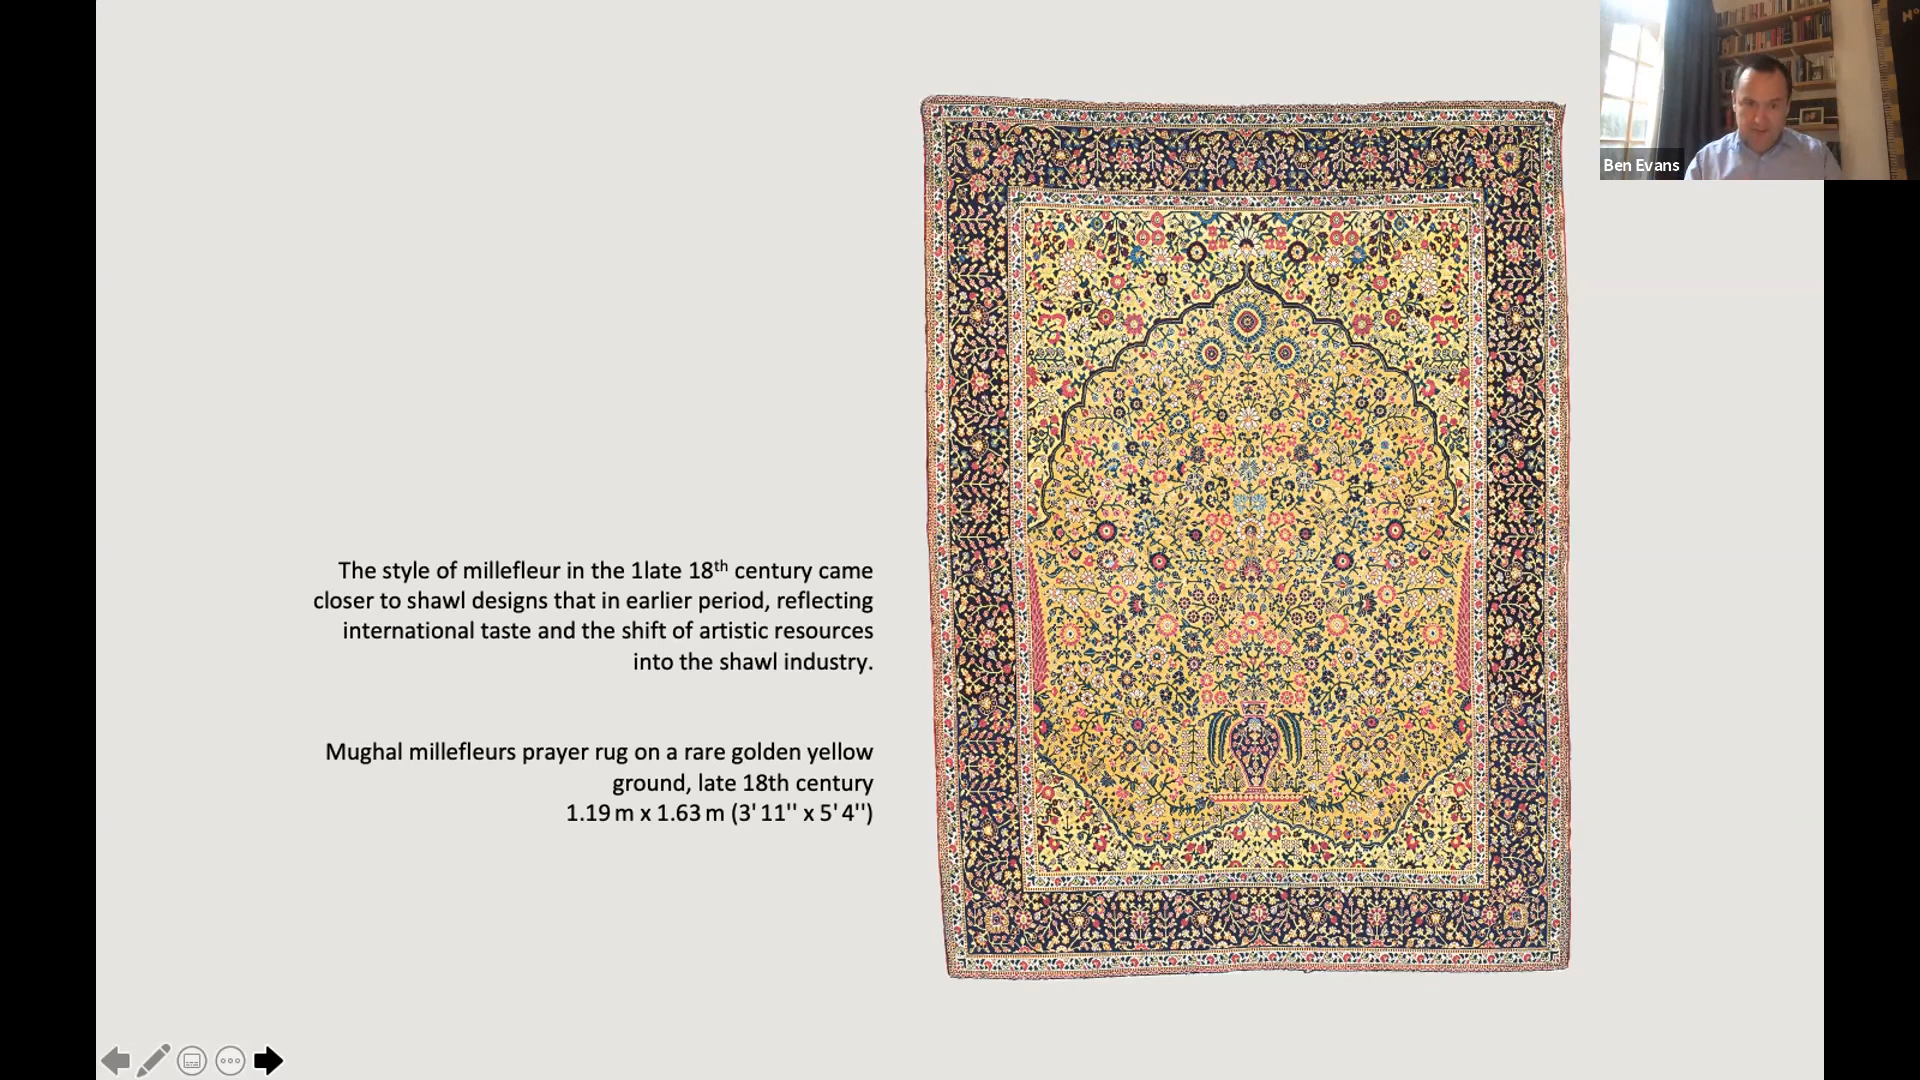 Ben Evans
The style of millefleur in the 1late 18th century came
closer to shawl designs that in earlier period, reflecting
international taste and the shift of artistic resources
into the shawl industry.
Mughal millefleurs prayer rug on a rare golden yellow
ground, late 18th century
1.19 m x 1.63 m (3' 11'' x 5' 4'')